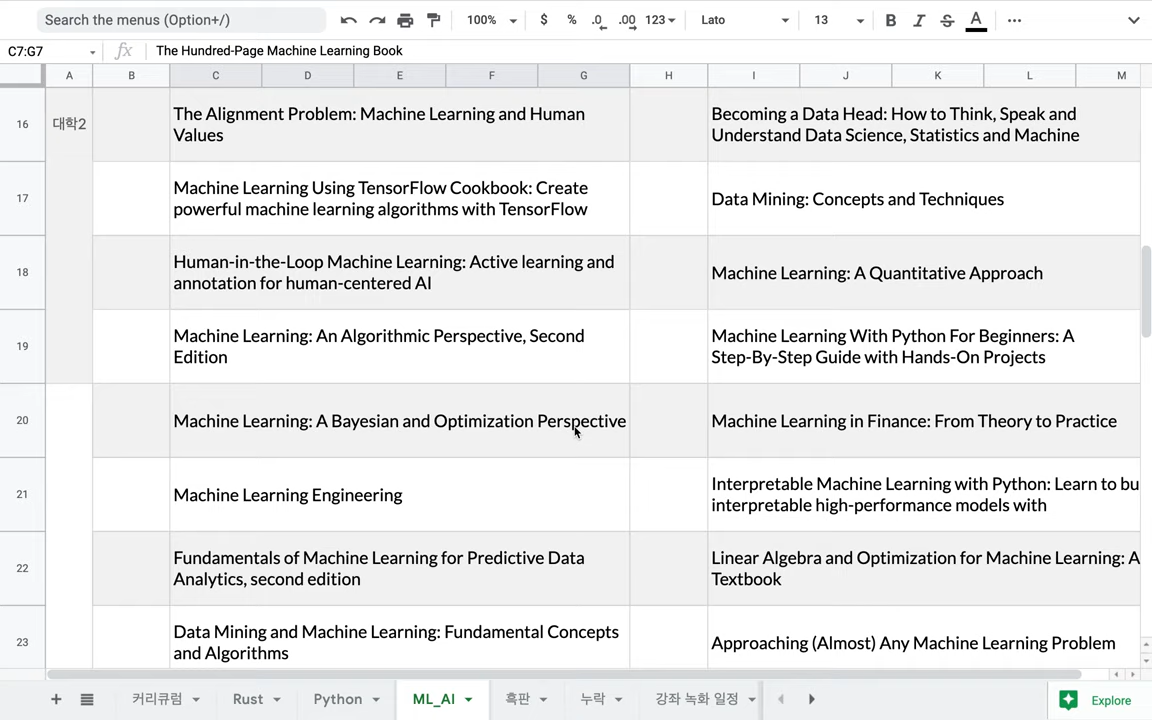 Search the menus (Option+/)
100%
$
%
.0
.00
123
Lato
13
B
I
S
A
C7:G7
fx
The Hundred-Page Machine Learning Book
A
B
C
D
E
F
G
H
I
J
K
L
M
16
대학2
The Alignment Problem: Machine Learning and Human
Values
Becoming a Data Head: How to Think, Speak and
Understand Data Science, Statistics and Machine
17
Machine Learning Using TensorFlow Cookbook: Create
powerful machine learning algorithms with TensorFlow
Data Mining: Concepts and Techniques
18
Human-in-the-Loop Machine Learning: Active learning and
annotation for human-centered AI
Machine Learning: A Quantitative Approach
19
Machine Learning: An Algorithmic Perspective, Second
Edition
Machine Learning With Python For Beginners: A
Step-By-Step Guide with Hands-On Projects
20
Machine Learning: A Bayesian and Optimization Perspective
Machine Learning in Finance: From Theory to Practice
21
Machine Learning Engineering
Interpretable Machine Learning with Python: Learn to bu
interpretable high-performance models with
22
Fundamentals of Machine Learning for Predictive Data
Analytics, second edition
Linear Algebra and Optimization for Machine Learning: A
Textbook
23
Data Mining and Machine Learning: Fundamental Concepts
and Algorithms
Approaching (Almost) Any Machine Learning Problem
커리큐럼
Rust
Python
ML_AI
흑판
누락
강좌 녹화 일정
Explore